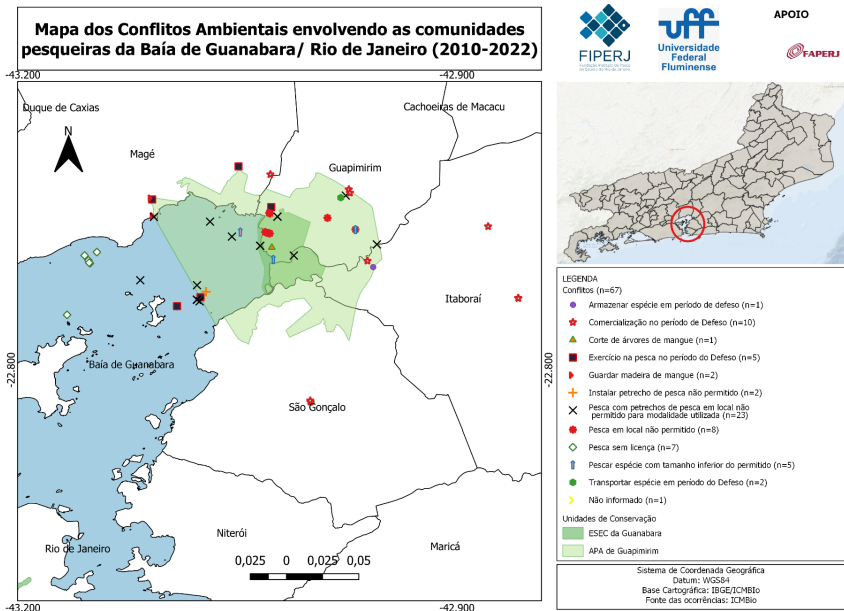 Mapa dos Conflitos Ambientais envolvendo as comunidades
pesqueiras da Baía de Guanabara/ Rio de Janeiro (2010-2022)
FIPERJ
uff
Universidade
Federal
Fluminense
APOIO
FAPERJ
-43.200
-42.900
Duque de Caxias
Cachoeiras de Macacu
N
Magé
Guapimirim
Itaboraí
-22.800
-22.800
Baía de Guanabara
São Gonçalo
Niterói
Rio de Janeiro
Maricá
0,025 0 0,025 0,05
-43.200
-42.900
LEGENDA
Conflitos (n=67)
Armazenar espécie em período de defeso (n=1)
Comercialização no período de Defeso (n=10)
Corte de árvores de mangue (n=1)
Exercício na pesca no período do Defeso (n=5)
Guardar madeira de mangue (n=2)
Instalar petrecho de pesca não permitido (n=2)
Pesca com petrechos de pesca em local não
permitido para modalidade utilizada (n=23)
Pesca em local não permitido (n=8)
Pesca sem licença (n=7)
Pescar espécie com tamanho inferior do permitido (n=5)
Transportar espécie em período de Defeso (n=2)
Não informado (n=1)
Unidades de Conservação
ESEC da Guanabara
APA de Guapimirim
Sistema de Coordenada Geográfica
Datum: WGS84
Base Cartográfica: IBGE/ICMBIo
Fonte das ocorrências: ICMBio